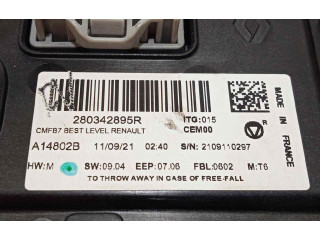 280342895R
ITG:015
CMFB7 BEST LEVEL RENAULT
CEM00
A14802B 11/09/21 02:40 S/N: 2109110297
HW:M SW:09.04 EEP:07.06 FBL:0602 M:T6
TO THROW AWAY IN CASE OF FREE-FALL
MADE IN FRANCE